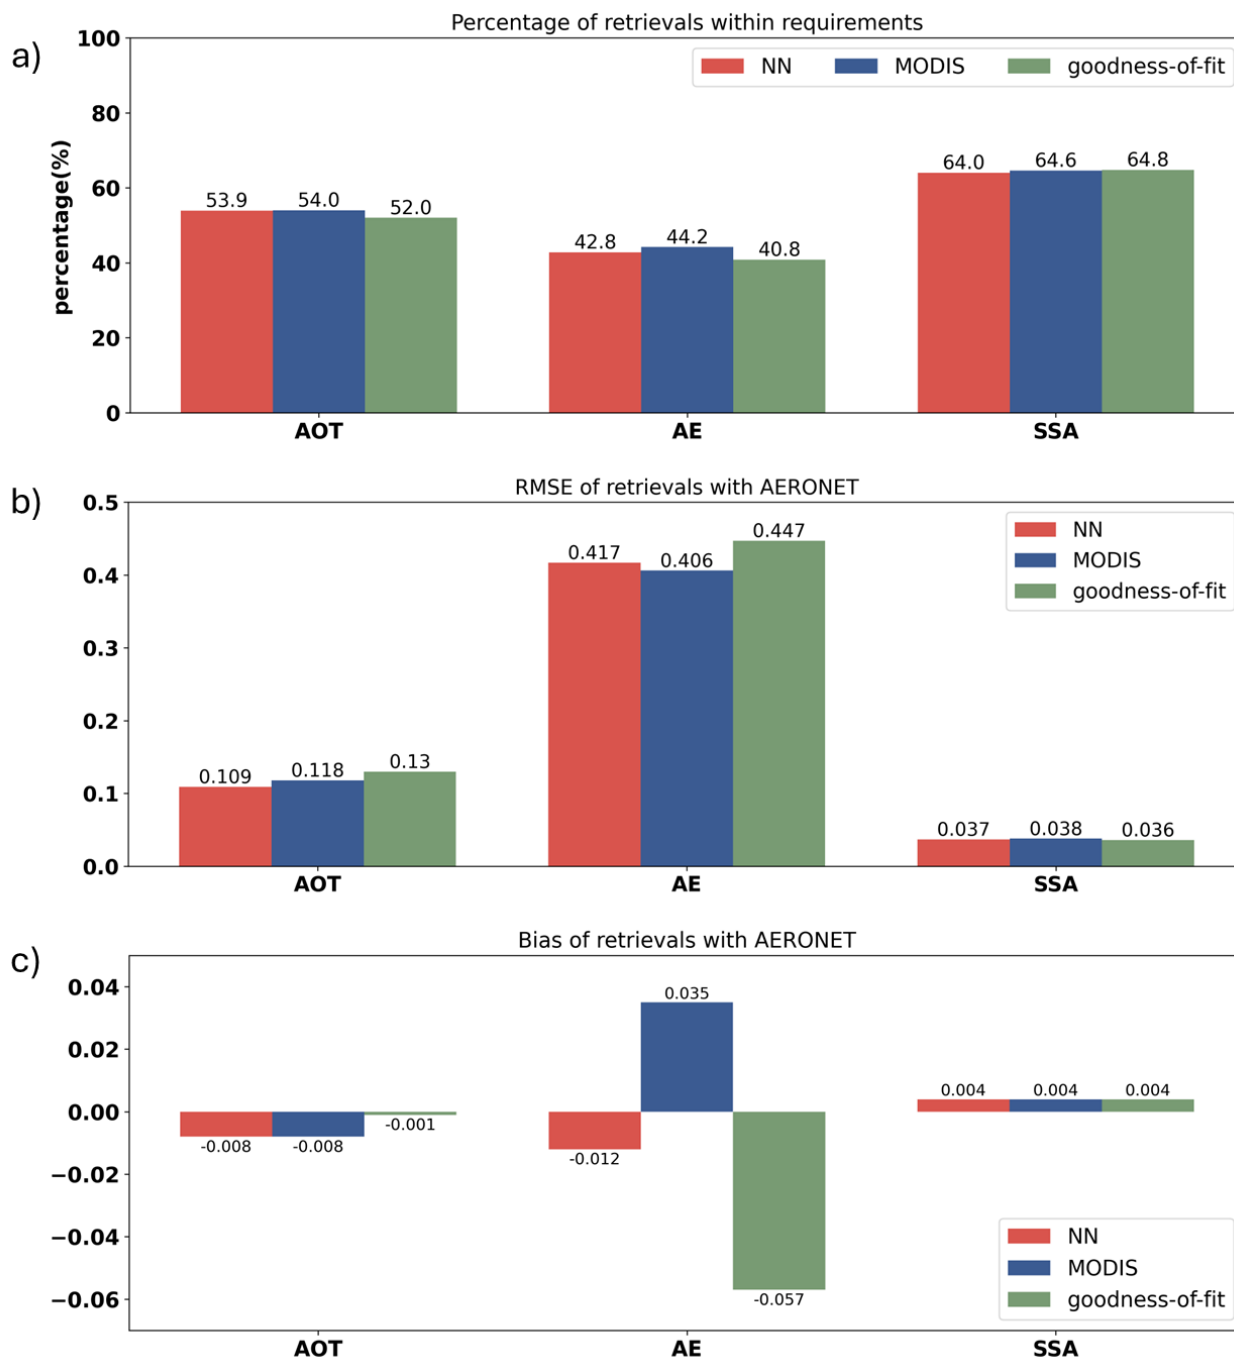 a)
Percentage of retrievals within requirements
NN MODIS goodness-of-fit
percentage(%)
100
80
60
40
20
0
53.9 54.0 52.0
42.8 44.2 40.8
64.0 64.6 64.8
AOT AE SSA
b)
RMSE of retrievals with AERONET
NN
MODIS
goodness-of-fit
0.5
0.4
0.3
0.2
0.1
0.0
0.109 0.118 0.13
0.417 0.406 0.447
0.037 0.038 0.036
AOT AE SSA
c)
Bias of retrievals with AERONET
0.04
0.02
0.00
−0.02
−0.04
−0.06
-0.008 -0.008 -0.001
-0.012 0.035 -0.057
0.004 0.004 0.004
NN
MODIS
goodness-of-fit
AOT AE SSA